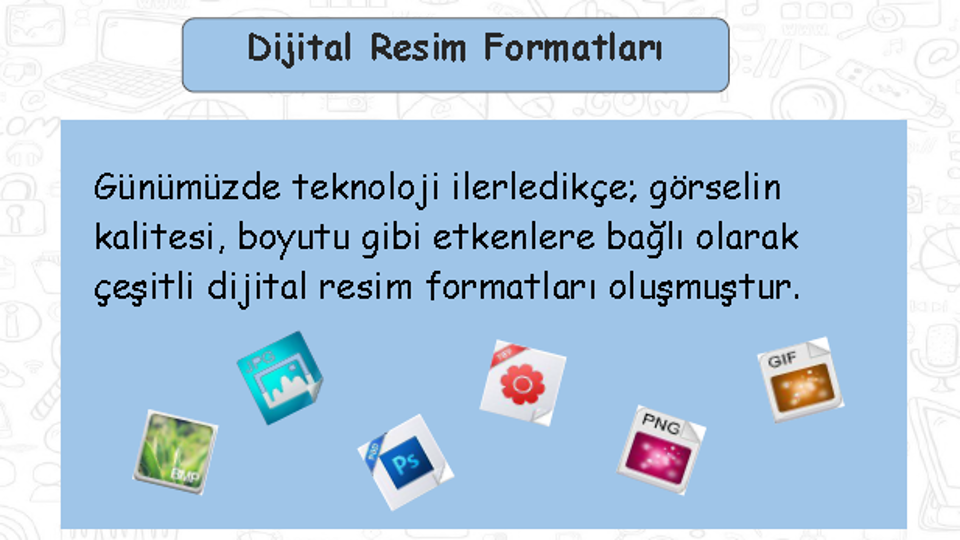 Dijital Resim Formatları
Günümüzde teknoloji ilerledikçe; görselin
kalitesi, boyutu gibi etkenlere bağlı olarak
çeşitli dijital resim formatları oluşmuştur.
JPG
GIF
PNG
PSD
Ps
BMP